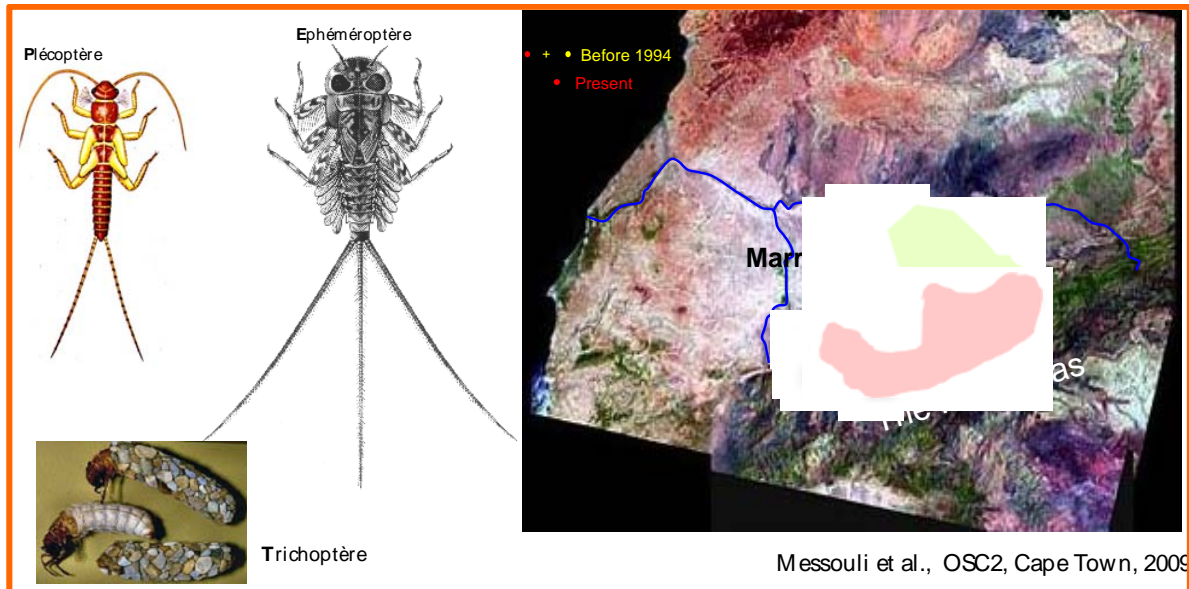 Plécoptère
Ephéméroptère
• + • Before 1994
• Present
Trichoptère
Messouli et al., OSC2, Cape Town, 2009